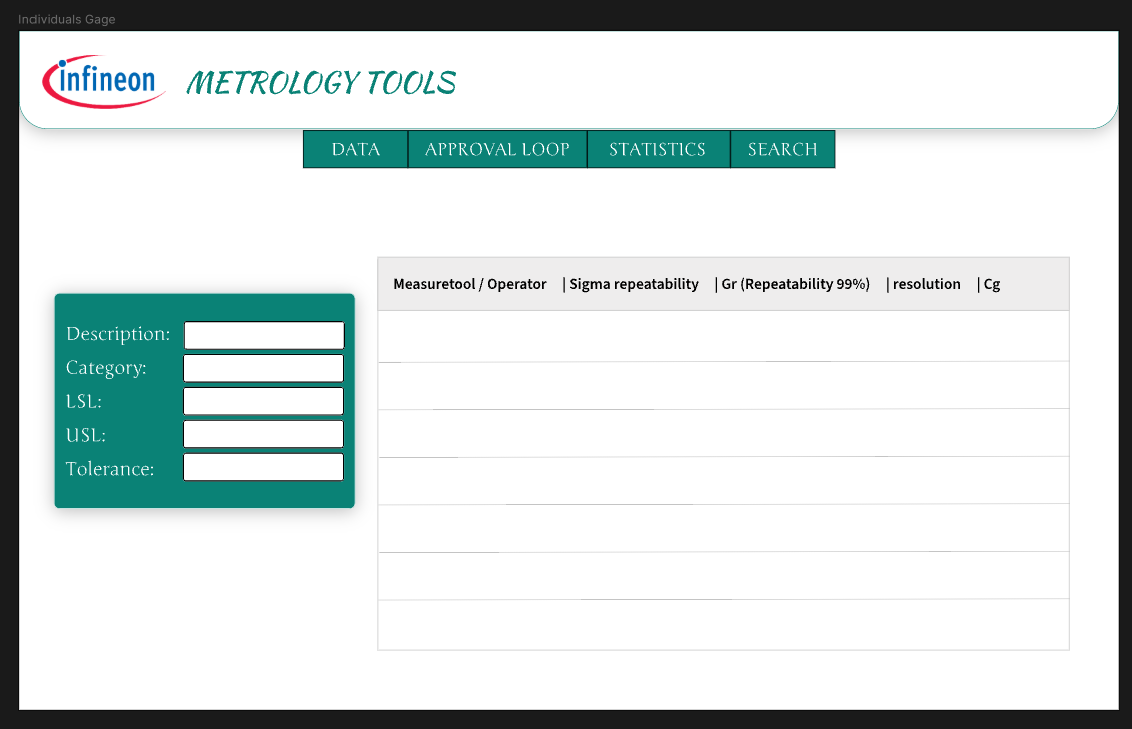 Individuals Gage
infineon METROLOGY TOOLS
DATA APPROVAL LOOP STATISTICS SEARCH
Measuretool / Operator | Sigma repeatability | Gr (Repeatability 99%) | resolution | Cg
Description:
Category:
LSL:
USL:
Tolerance: